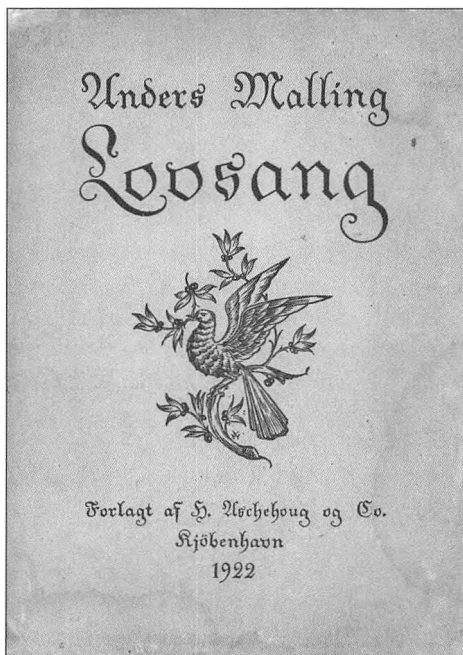 Anders Malling
Lovsang
Forlagt af H. Aschehoug og Co.
Kjöbenhavn
1922